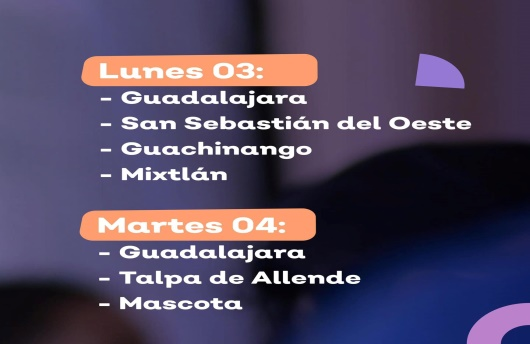 Lunes 03:
- Guadalajara
- San Sebastián del Oeste
- Guachinango
- Mixtlán
Martes 04:
- Guadalajara
- Talpa de Allende
- Mascota